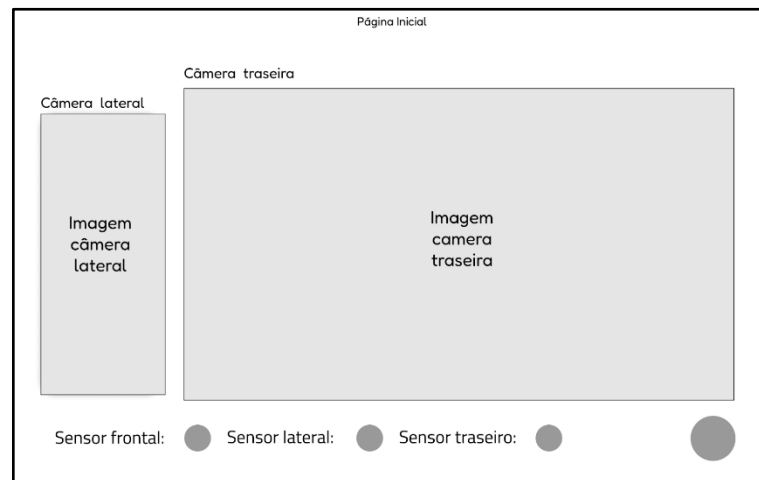 Página Inicial
Câmera traseira
Câmera lateral
Imagem
câmera
lateral
Imagem
camera
traseira
Sensor frontal:
Sensor lateral:
Sensor traseiro: